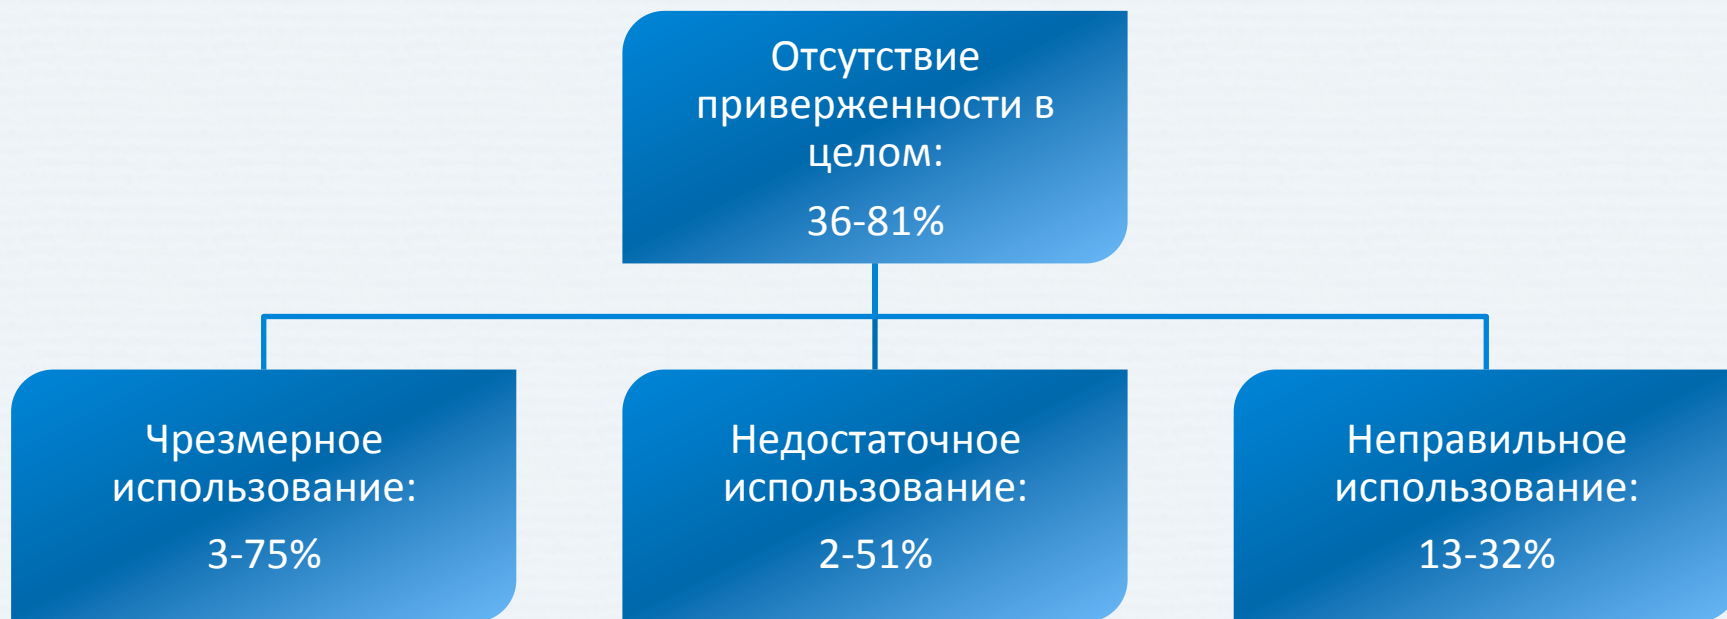 Отсутствие
приверженности в
целом:
36-81%
Чрезмерное
использование:
3-75%
Недостаточное
использование:
2-51%
Неправильное
использование:
13-32%